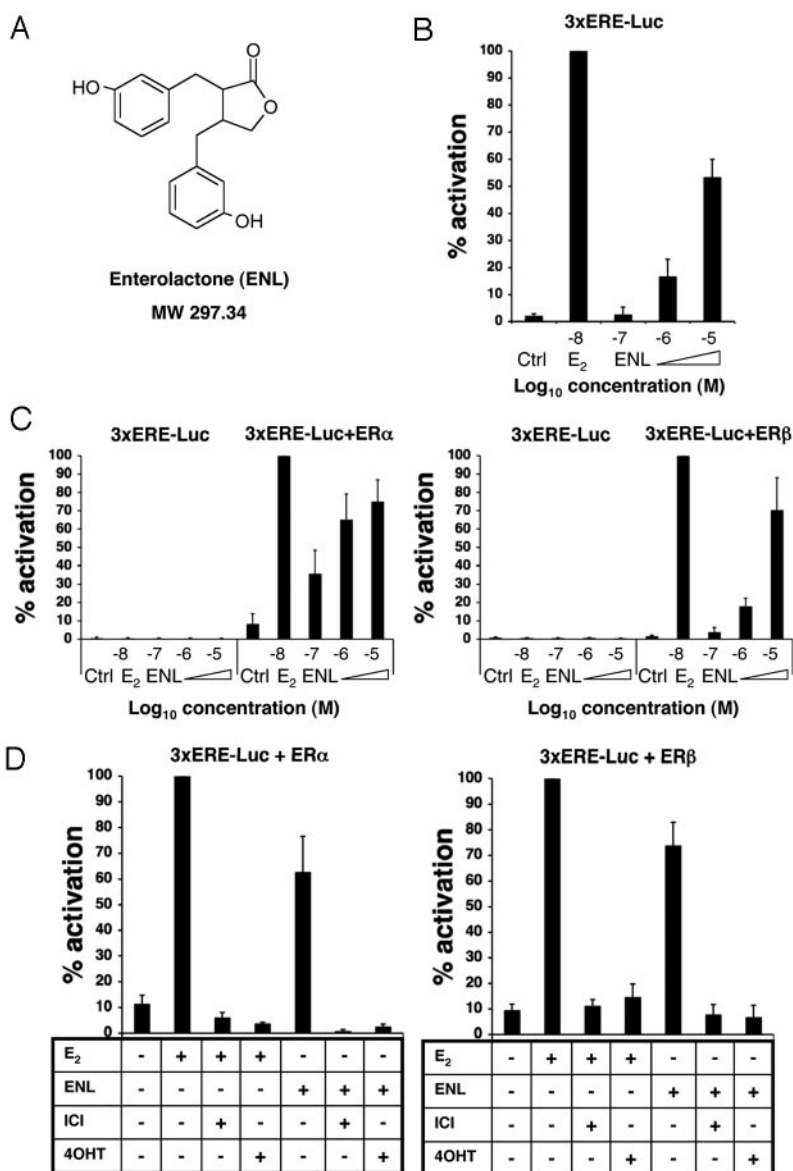 A
O
HO
O
OH
Enterolactone (ENL)
MW 297.34
B
3xERE-Luc
% activation
100
90
80
70
60
50
40
30
20
10
0
-8 -7 -6 -5
Ctrl E2 ENL
Log10 concentration (M)
C
3xERE-Luc 3xERE-Luc+ERα
% activation
100
90
80
70
60
50
40
30
20
10
0
-8 -7 -6 -5 -8 -7 -6 -5
Ctrl E2 ENL Ctrl E2 ENL
Log10 concentration (M)
3xERE-Luc 3xERE-Luc+ERβ
% activation
100
90
80
70
60
50
40
30
20
10
0
-8 -7 -6 -5 -8 -7 -6 -5
Ctrl E2 ENL Ctrl E2 ENL
Log10 concentration (M)
D
3xERE-Luc + ERα
% activation
100
90
80
70
60
50
40
30
20
10
0
E2 - + + + - - -
ENL - - - - + + +
ICI - - + - - + -
4OHT - - - + - - +
3xERE-Luc + ERβ
% activation
100
90
80
70
60
50
40
30
20
10
0
E2 - + + + - - -
ENL - - - - + + +
ICI - - + - - + -
4OHT - - - + - - +